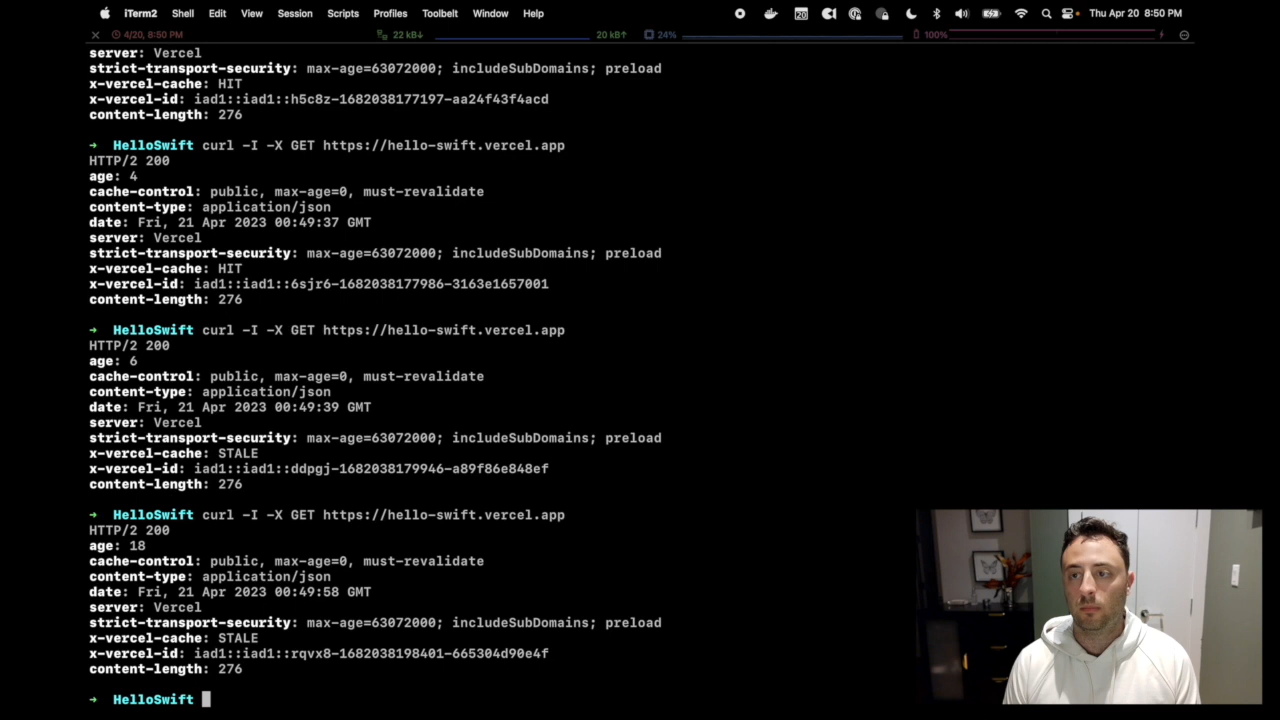 iTerm2 Shell Edit View Session Scripts Profiles Toolbelt Window Help 20 Thu Apr 20 8:50 PM
4/20, 8:50 PM 22 kB↓ 20 kB↑ 24% 100%
server: Vercel
strict-transport-security: max-age=63072000; includeSubDomains; preload
x-vercel-cache: HIT
x-vercel-id: iad1::iad1::h5c8z-1682038177197-aa24f43f4acd
content-length: 276
➜ HelloSwift curl -I -X GET https://hello-swift.vercel.app
HTTP/2 200
age: 4
cache-control: public, max-age=0, must-revalidate
content-type: application/json
date: Fri, 21 Apr 2023 00:49:37 GMT
server: Vercel
strict-transport-security: max-age=63072000; includeSubDomains; preload
x-vercel-cache: HIT
x-vercel-id: iad1::iad1::6sjr6-1682038177986-3163e1657001
content-length: 276
➜ HelloSwift curl -I -X GET https://hello-swift.vercel.app
HTTP/2 200
age: 6
cache-control: public, max-age=0, must-revalidate
content-type: application/json
date: Fri, 21 Apr 2023 00:49:39 GMT
server: Vercel
strict-transport-security: max-age=63072000; includeSubDomains; preload
x-vercel-cache: STALE
x-vercel-id: iad1::iad1::ddpgj-1682038179946-a89f86e848ef
content-length: 276
➜ HelloSwift curl -I -X GET https://hello-swift.vercel.app
HTTP/2 200
age: 18
cache-control: public, max-age=0, must-revalidate
content-type: application/json
date: Fri, 21 Apr 2023 00:49:58 GMT
server: Vercel
strict-transport-security: max-age=63072000; includeSubDomains; preload
x-vercel-cache: STALE
x-vercel-id: iad1::iad1::rqvx8-1682038198401-665304d90e4f
content-length: 276
➜ HelloSwift